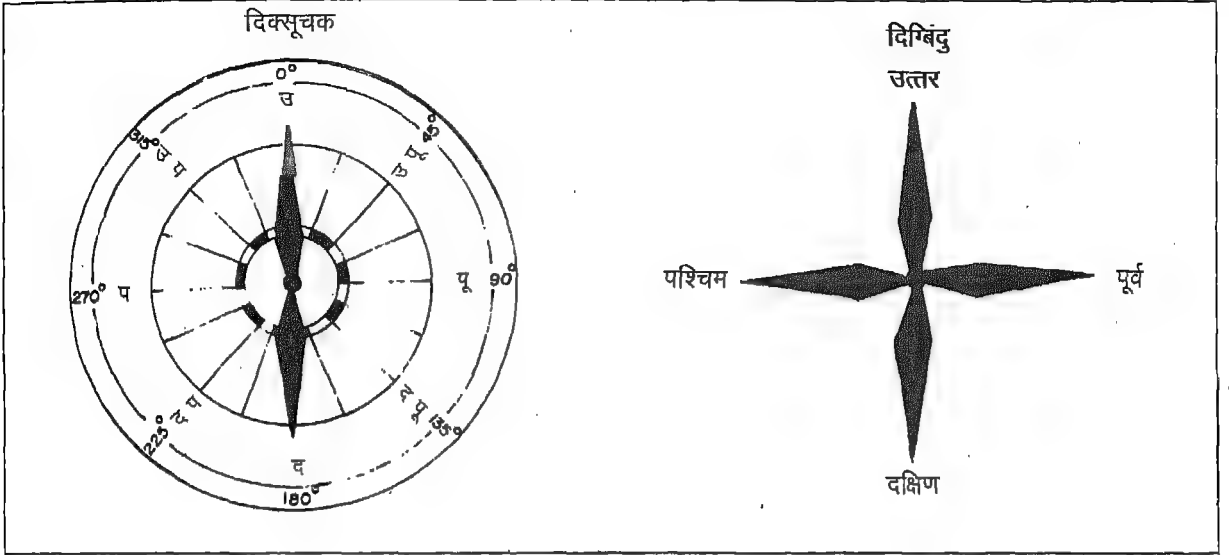 दिक्सूचक
0°
उ
315°
उ प
45°
उ पू
270°
प
पू
90°
225°
द प
135°
द पू
द
180°
दिग्बिंदु
उत्तर
पश्चिम
पूर्व
दक्षिण